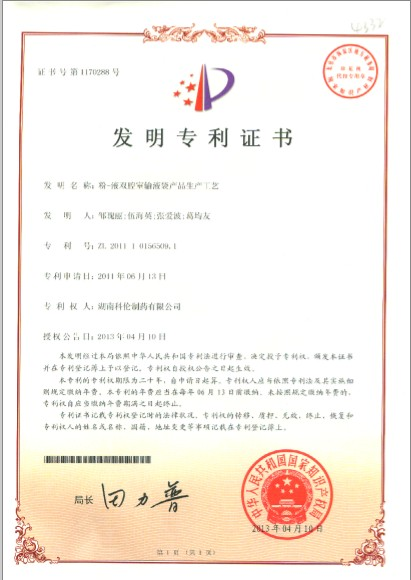 证书号第1170288号
发明专利证书
发明名称：粉-液双腔室输液袋产品生产工艺
发明人：邹瑰丽;伍海英;张爱波;葛均友
专利号：ZL 2011 1 0156509.1
专利申请日：2011年06月13日
专利权人：湖南科伦制药有限公司
授权公告日：2013年04月10日
本发明经过本局依照中华人民共和国专利法进行审查，决定授予专利权，颁发本证书
并在专利登记簿上予以登记。专利权自授权公告之日起生效。
本专利的专利权期限为二十年，自申请日起算。专利权人应当依照专利法及其实施细
则规定缴纳年费。本专利的年费应当在每年06月13日前缴纳。未按照规定缴纳年费的，
专利权自应当缴纳年费期满之日起终止。
专利证书记载专利权登记时的法律状况。专利权的转移、质押、无效、终止、恢复和
专利权人的姓名或名称、国籍、地址变更等事项记载在专利登记簿上。
局长 田力普
中华人民共和国国家知识产权局
2013年04月10日
第1页（共1页）